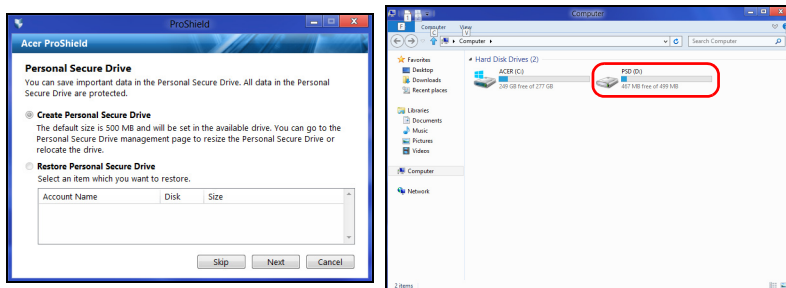 ProShield
Acer ProShield
Personal Secure Drive
You can save important data in the Personal Secure Drive. All data in the Personal
Secure Drive are protected.
Create Personal Secure Drive
The default size is 500 MB and will be set in the available drive. You can go to the
Personal Secure Drive management page to resize the Personal Secure Drive or
relocate the drive.
Restore Personal Secure Drive
Select an item which you want to restore.
Account Name Disk Size
Skip Next Cancel
Computer
F Computer View
C V
Computer
Search Computer
Favorites
Desktop
Downloads
Recent places
Libraries
Documents
Music
Pictures
Videos
Computer
Network
Hard Disk Drives (2)
ACER (C:)
249 GB free of 277 GB
PSD (D:)
467 MB free of 499 MB
2 items